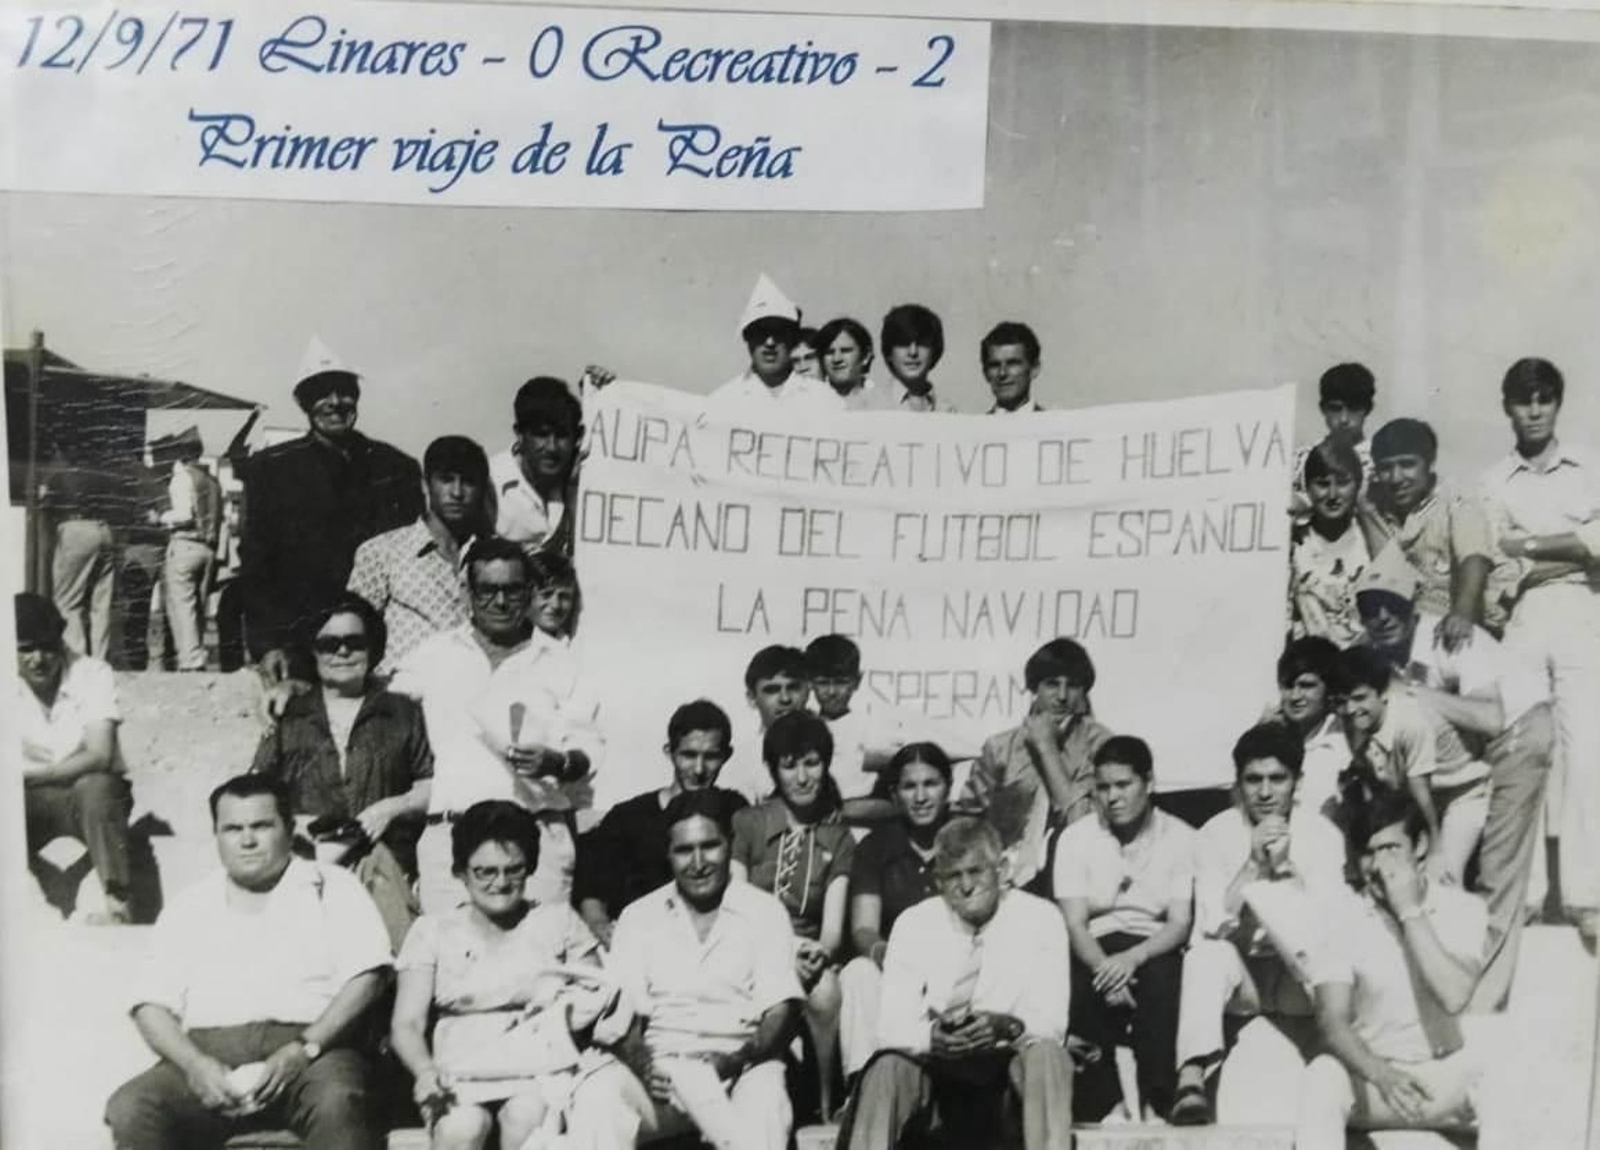 12/9/71 Linares - 0 Recreativo - 2
Primer viaje de la Peña
"AUPA" RECREATIVO DE HUELVA
DECANO DEL FUTBOL ESPAÑOL
LA PEÑA NAVIDAD
SPERAM